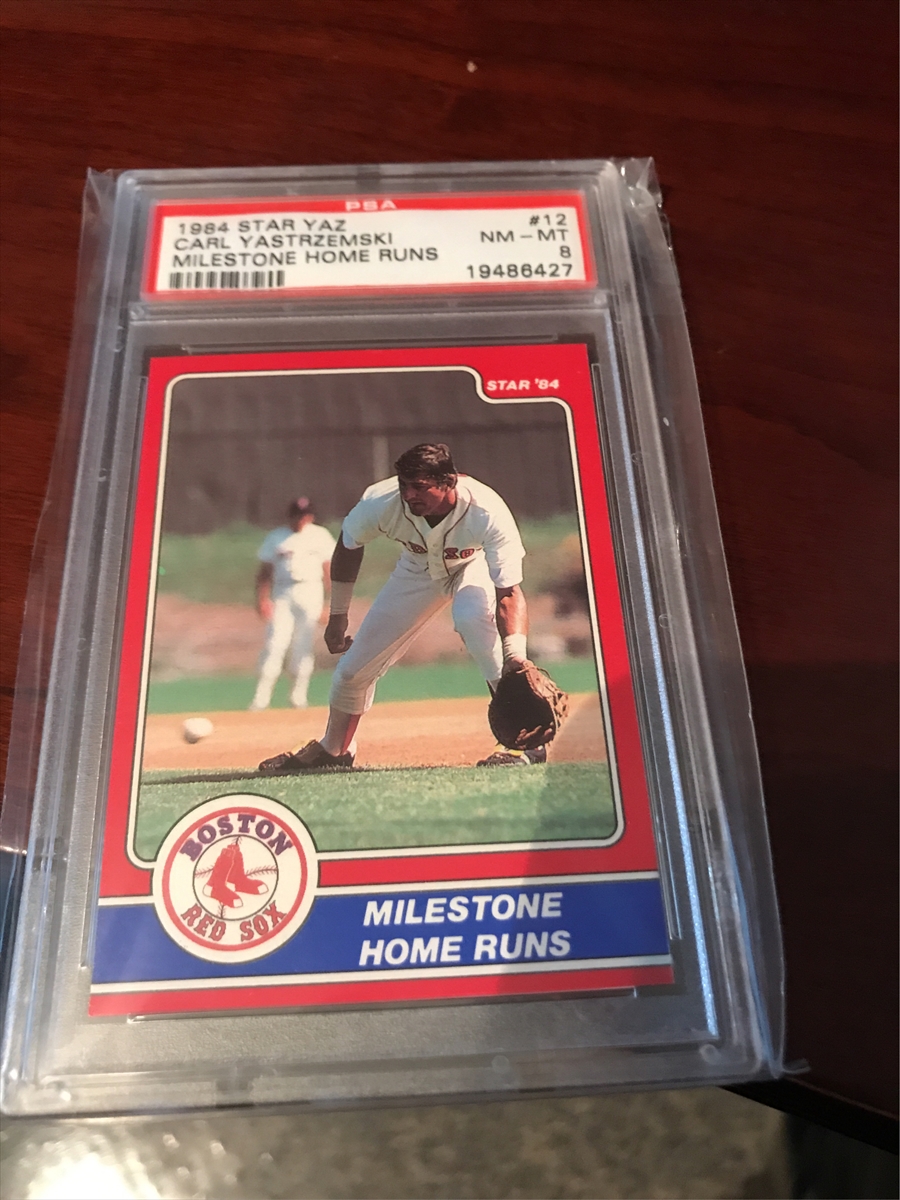 PSA
1984 STAR YAZ #12
CARL YASTRZEMSKI NM – MT
MILESTONE HOME RUNS 8
19486427
STAR '84
BOSTON
RED SOX
MILESTONE
HOME RUNS